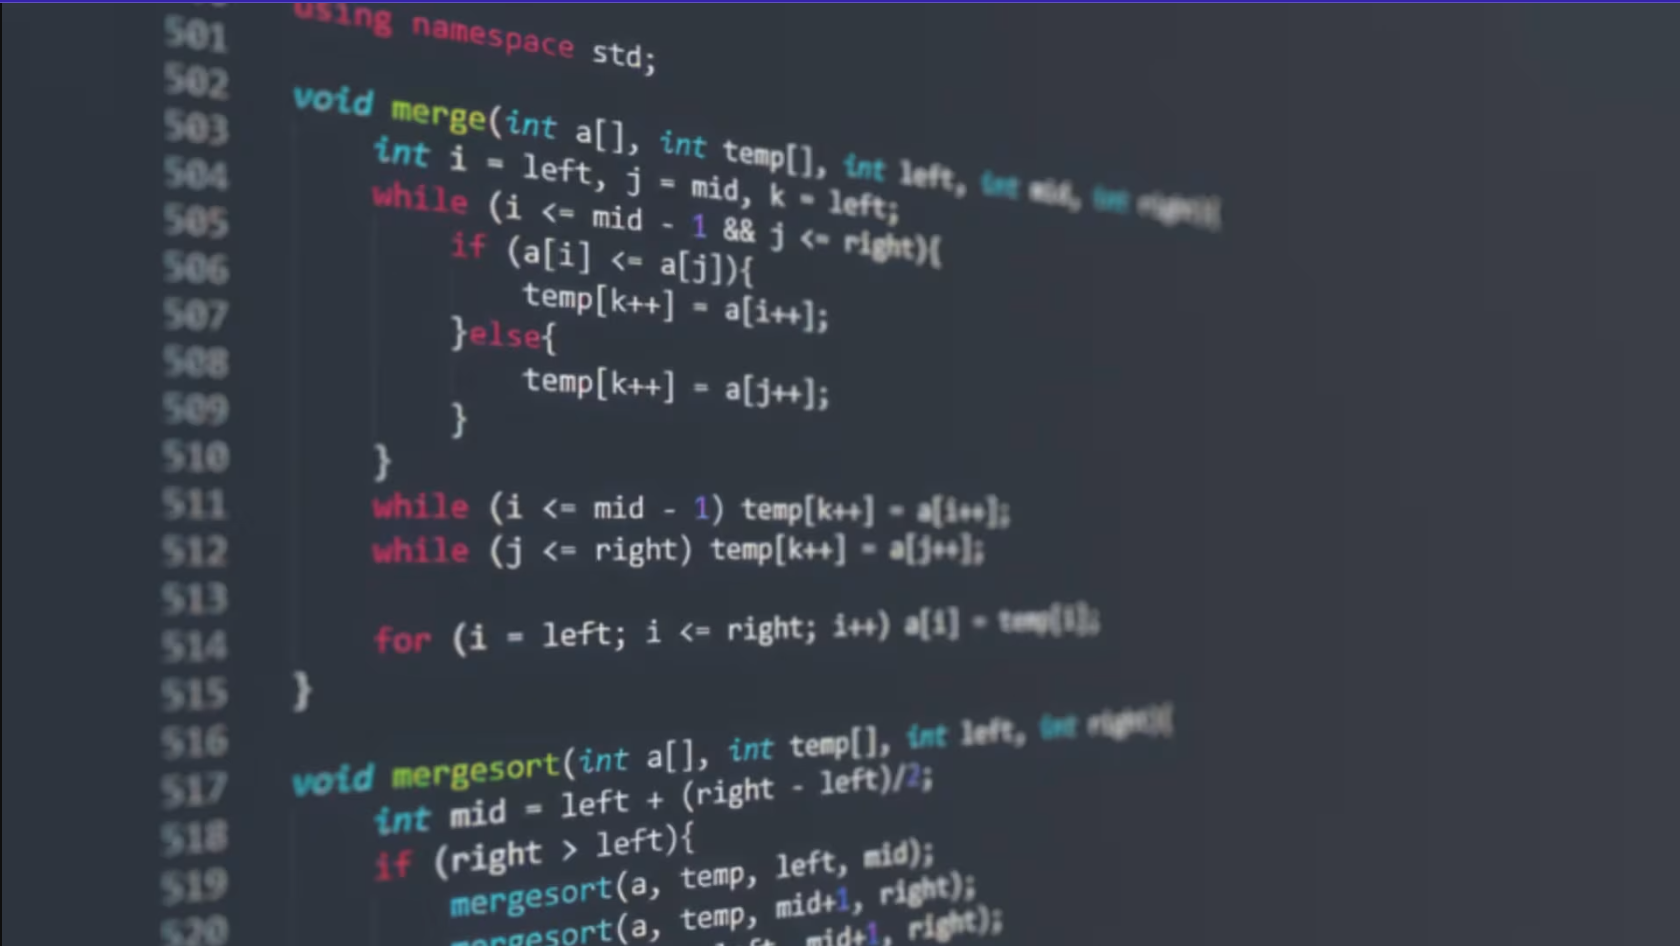 501
using namespace std;
502
503
void merge(int a[], int temp[], int left, int mid, int right){
504
int i = left, j = mid, k = left;
505
while (i <= mid - 1 && j <= right){
506
if (a[i] <= a[j]){
507
temp[k++] = a[i++];
508
}else{
509
temp[k++] = a[j++];
}
510
}
511
while (i <= mid - 1) temp[k++] = a[i++];
512
while (j <= right) temp[k++] = a[j++];
513
514
for (i = left; i <= right; i++) a[i] = temp[i];
515
}
516
517
void mergesort(int a[], int temp[], int left, int right){
518
int mid = left + (right - left)/2;
519
if (right > left){
520
mergesort(a, temp, left, mid);
mergesort(a, temp, mid+1, right);
mid+1, right);